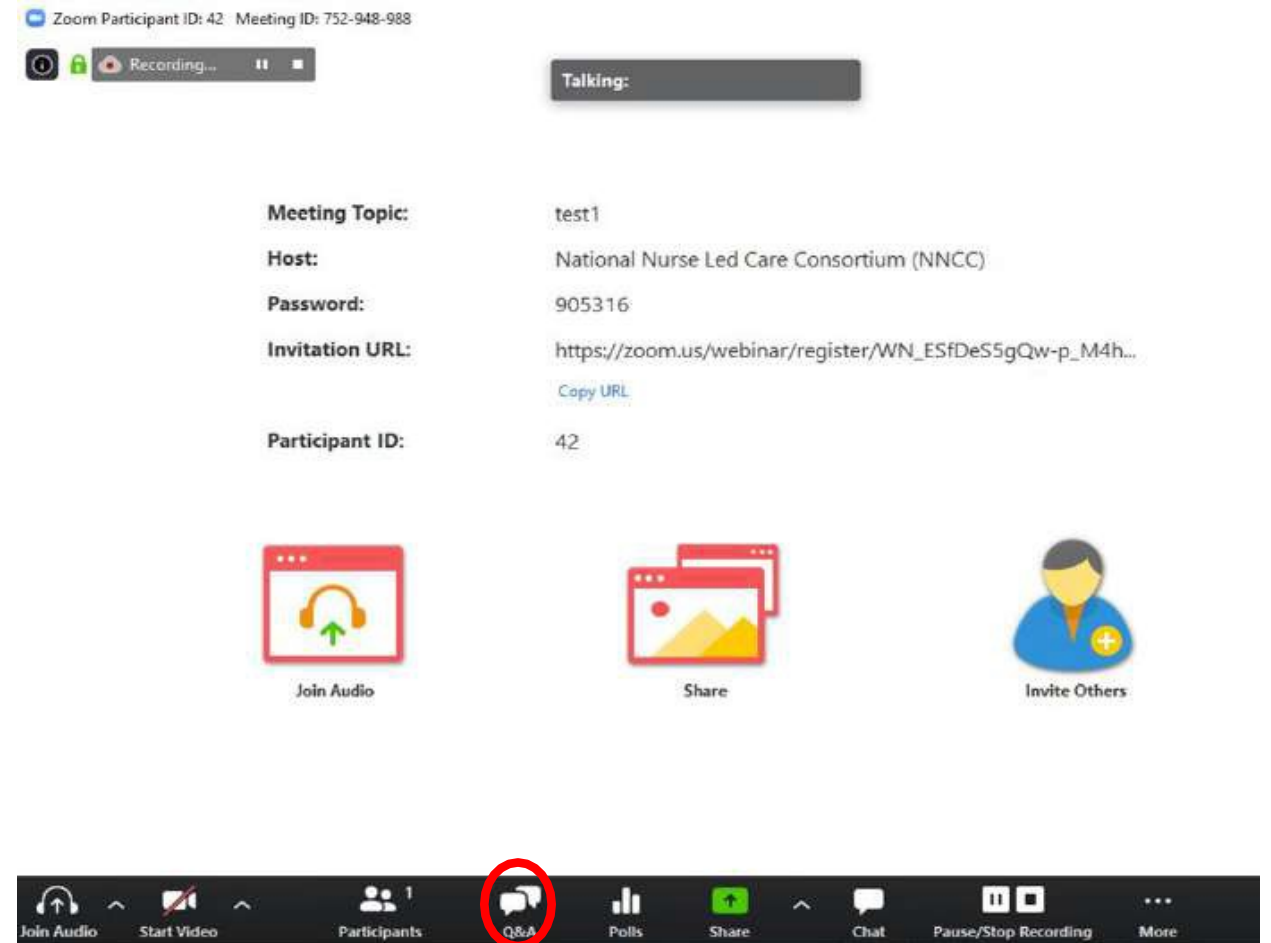 Zoom Participant ID: 42 Meeting ID: 752-948-988
Recording...
Talking:
Meeting Topic: test1
Host: National Nurse Led Care Consortium (NNCC)
Password: 905316
Invitation URL: https://zoom.us/webinar/register/WN_ESfDeS5gQw-p_M4h...
Copy URL
Participant ID: 42
Join Audio Share Invite Others
1
Join Audio Start Video Participants Q&A Polls Share Chat Pause/Stop Recording More